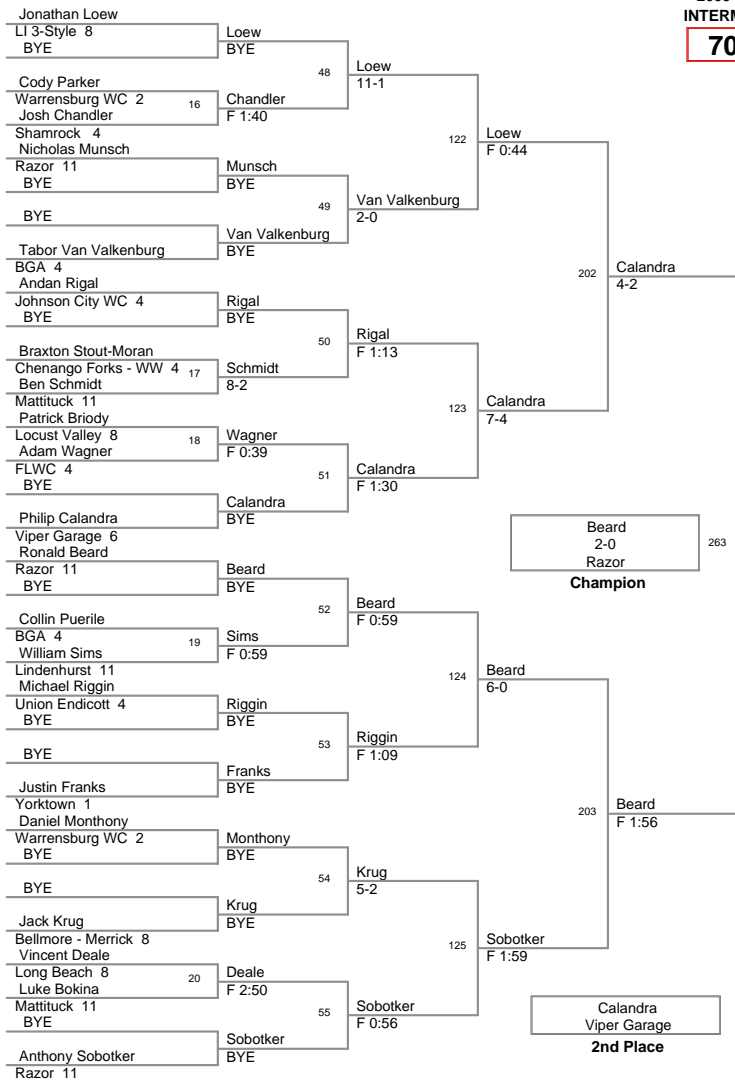 Jonathan Loew
LI 3-Style 8
BYE
Cody Parker
Warrensburg WC 2
Josh Chandler
Shamrock 4
Nicholas Munsch
Razor 11
BYE
BYE
Tabor Van Valkenburg
BGA 4
Andan Rigal
Johnson City WC 4
BYE
Braxton Stout-Moran
Chenango Forks - WW 4
Ben Schmidt
Mattituck 11
Patrick Briody
Locust Valley 8
Adam Wagner
FLWC 4
BYE
Philip Calandra
Viper Garage 6
Ronald Beard
Razor 11
BYE
Collin Puerile
BGA 4
William Sims
Lindenhurst 11
Michael Riggin
Union Endicott 4
BYE
BYE
Justin Franks
Yorktown 1
Daniel Monthony
Warrensburg WC 2
BYE
BYE
Jack Krug
Bellmore - Merrick 8
Vincent Deale
Long Beach 8
Luke Bokina
Mattituck 11
BYE
Anthony Sobotker
Razor 11
16
17
18
19
20
Loew
BYE
Chandler
F 1:40
Munsch
BYE
Van Valkenburg
BYE
Rigal
BYE
Schmidt
8-2
Wagner
F 0:39
Calandra
BYE
Beard
BYE
Sims
F 0:59
Riggin
BYE
Franks
BYE
Monthony
BYE
Krug
BYE
Deale
F 2:50
Sobotker
BYE
48
49
50
51
52
53
54
55
Loew
11-1
Van Valkenburg
2-0
Rigal
F 1:13
Calandra
F 1:30
Beard
F 0:59
Riggin
F 1:09
Krug
5-2
Sobotker
F 0:56
122
123
124
125
Loew
F 0:44
Calandra
7-4
Beard
6-0
Sobotker
F 1:59
202
203
Calandra
4-2
Beard
F 1:56
INTERM
70
Beard
2-0
Razor
263
Champion
Calandra
Viper Garage
2nd Place